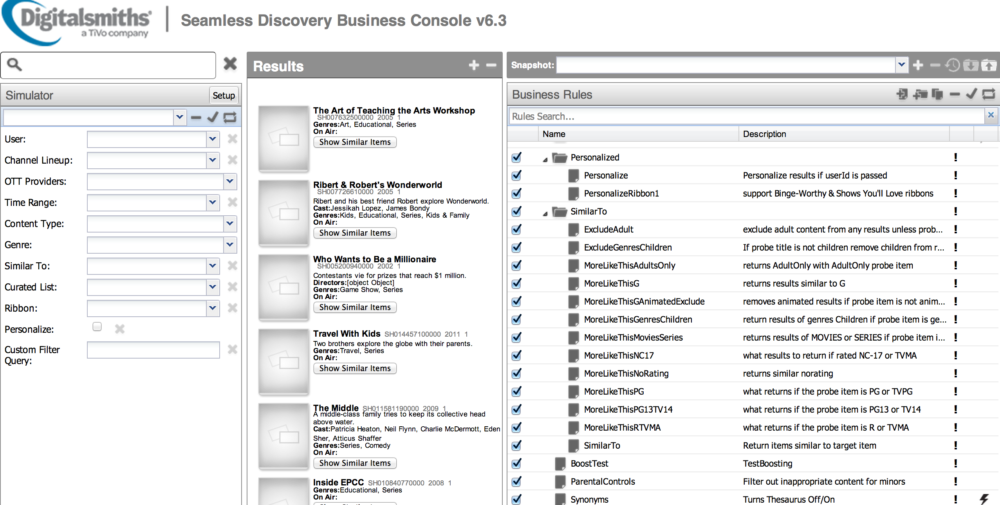 Digitalsmiths®
a TiVo company
Seamless Discovery Business Console v6.3
Simulator
Setup
User:
Channel Lineup:
OTT Providers:
Time Range:
Content Type:
Genre:
Similar To:
Curated List:
Ribbon:
Personalize:
Custom Filter
Query:
Results
The Art of Teaching the Arts Workshop
SH007632500000 2005 1
Genres:Art, Educational, Series
On Air:
Show Similar Items
Ribert & Robert's Wonderworld
SH007726610000 2005 1
Ribert and his best friend Robert explore Wonderworld.
Cast:Jessikah Lopez, James Bondy
Genres:Kids, Educational, Series, Kids & Family
On Air:
Show Similar Items
Who Wants to Be a Millionaire
SH005200940000 2002 1
Contestants vie for prizes that reach $1 million.
Directors:[object Object]
Genres:Game Show, Series
On Air:
Show Similar Items
Travel With Kids SH014457100000 2011 1
Two brothers explore the globe with their parents.
Genres:Travel, Series
On Air:
Show Similar Items
The Middle SH011581190000 2009 1
A middle-class family tries to keep its collective head
above water.
Cast:Patricia Heaton, Neil Flynn, Charlie McDermott, Eden
Sher, Atticus Shaffer
Genres:Series, Comedy
On Air:
Show Similar Items
Inside EPCC SH010840770000 2008 1
Genres:Educational, Series
On Air:
Snapshot:
Business Rules
Rules Search...
Name Description
Personalized !
Personalize Personalize results if userId is passed !
PersonalizeRibbon1 support Binge-Worthy & Shows You'll Love ribbons !
SimilarTo !
ExcludeAdult exclude adult content from any results unless prob... !
ExcludeGenresChildren If probe title is not children remove children from r... !
MoreLikeThisAdultsOnly returns AdultOnly with AdultOnly probe item !
MoreLikeThisG returns results similar to G !
MoreLikeThisGAnimatedExclude removes animated results if probe item is not anim... !
MoreLikeThisGenresChildren return results of genres Children if probe item is ge... !
MoreLikeThisMoviesSeries returns results of MOVIES or SERIES if probe item i... !
MoreLikeThisNC17 what results to return if rated NC-17 or TVMA !
MoreLikeThisNoRating returns similar norating !
MoreLikeThisPG what returns if the probe item is PG or TVPG !
MoreLikeThisPG13TV14 what returns if the probe item is PG13 or TV14 !
MoreLikeThisRTVMA what returns if the probe item is R or TVMA !
SimilarTo Return items similar to target item !
BoostTest TestBoosting !
ParentalControls Filter out inappropriate content for minors !
Synonyms Turns Thesaurus Off/On !